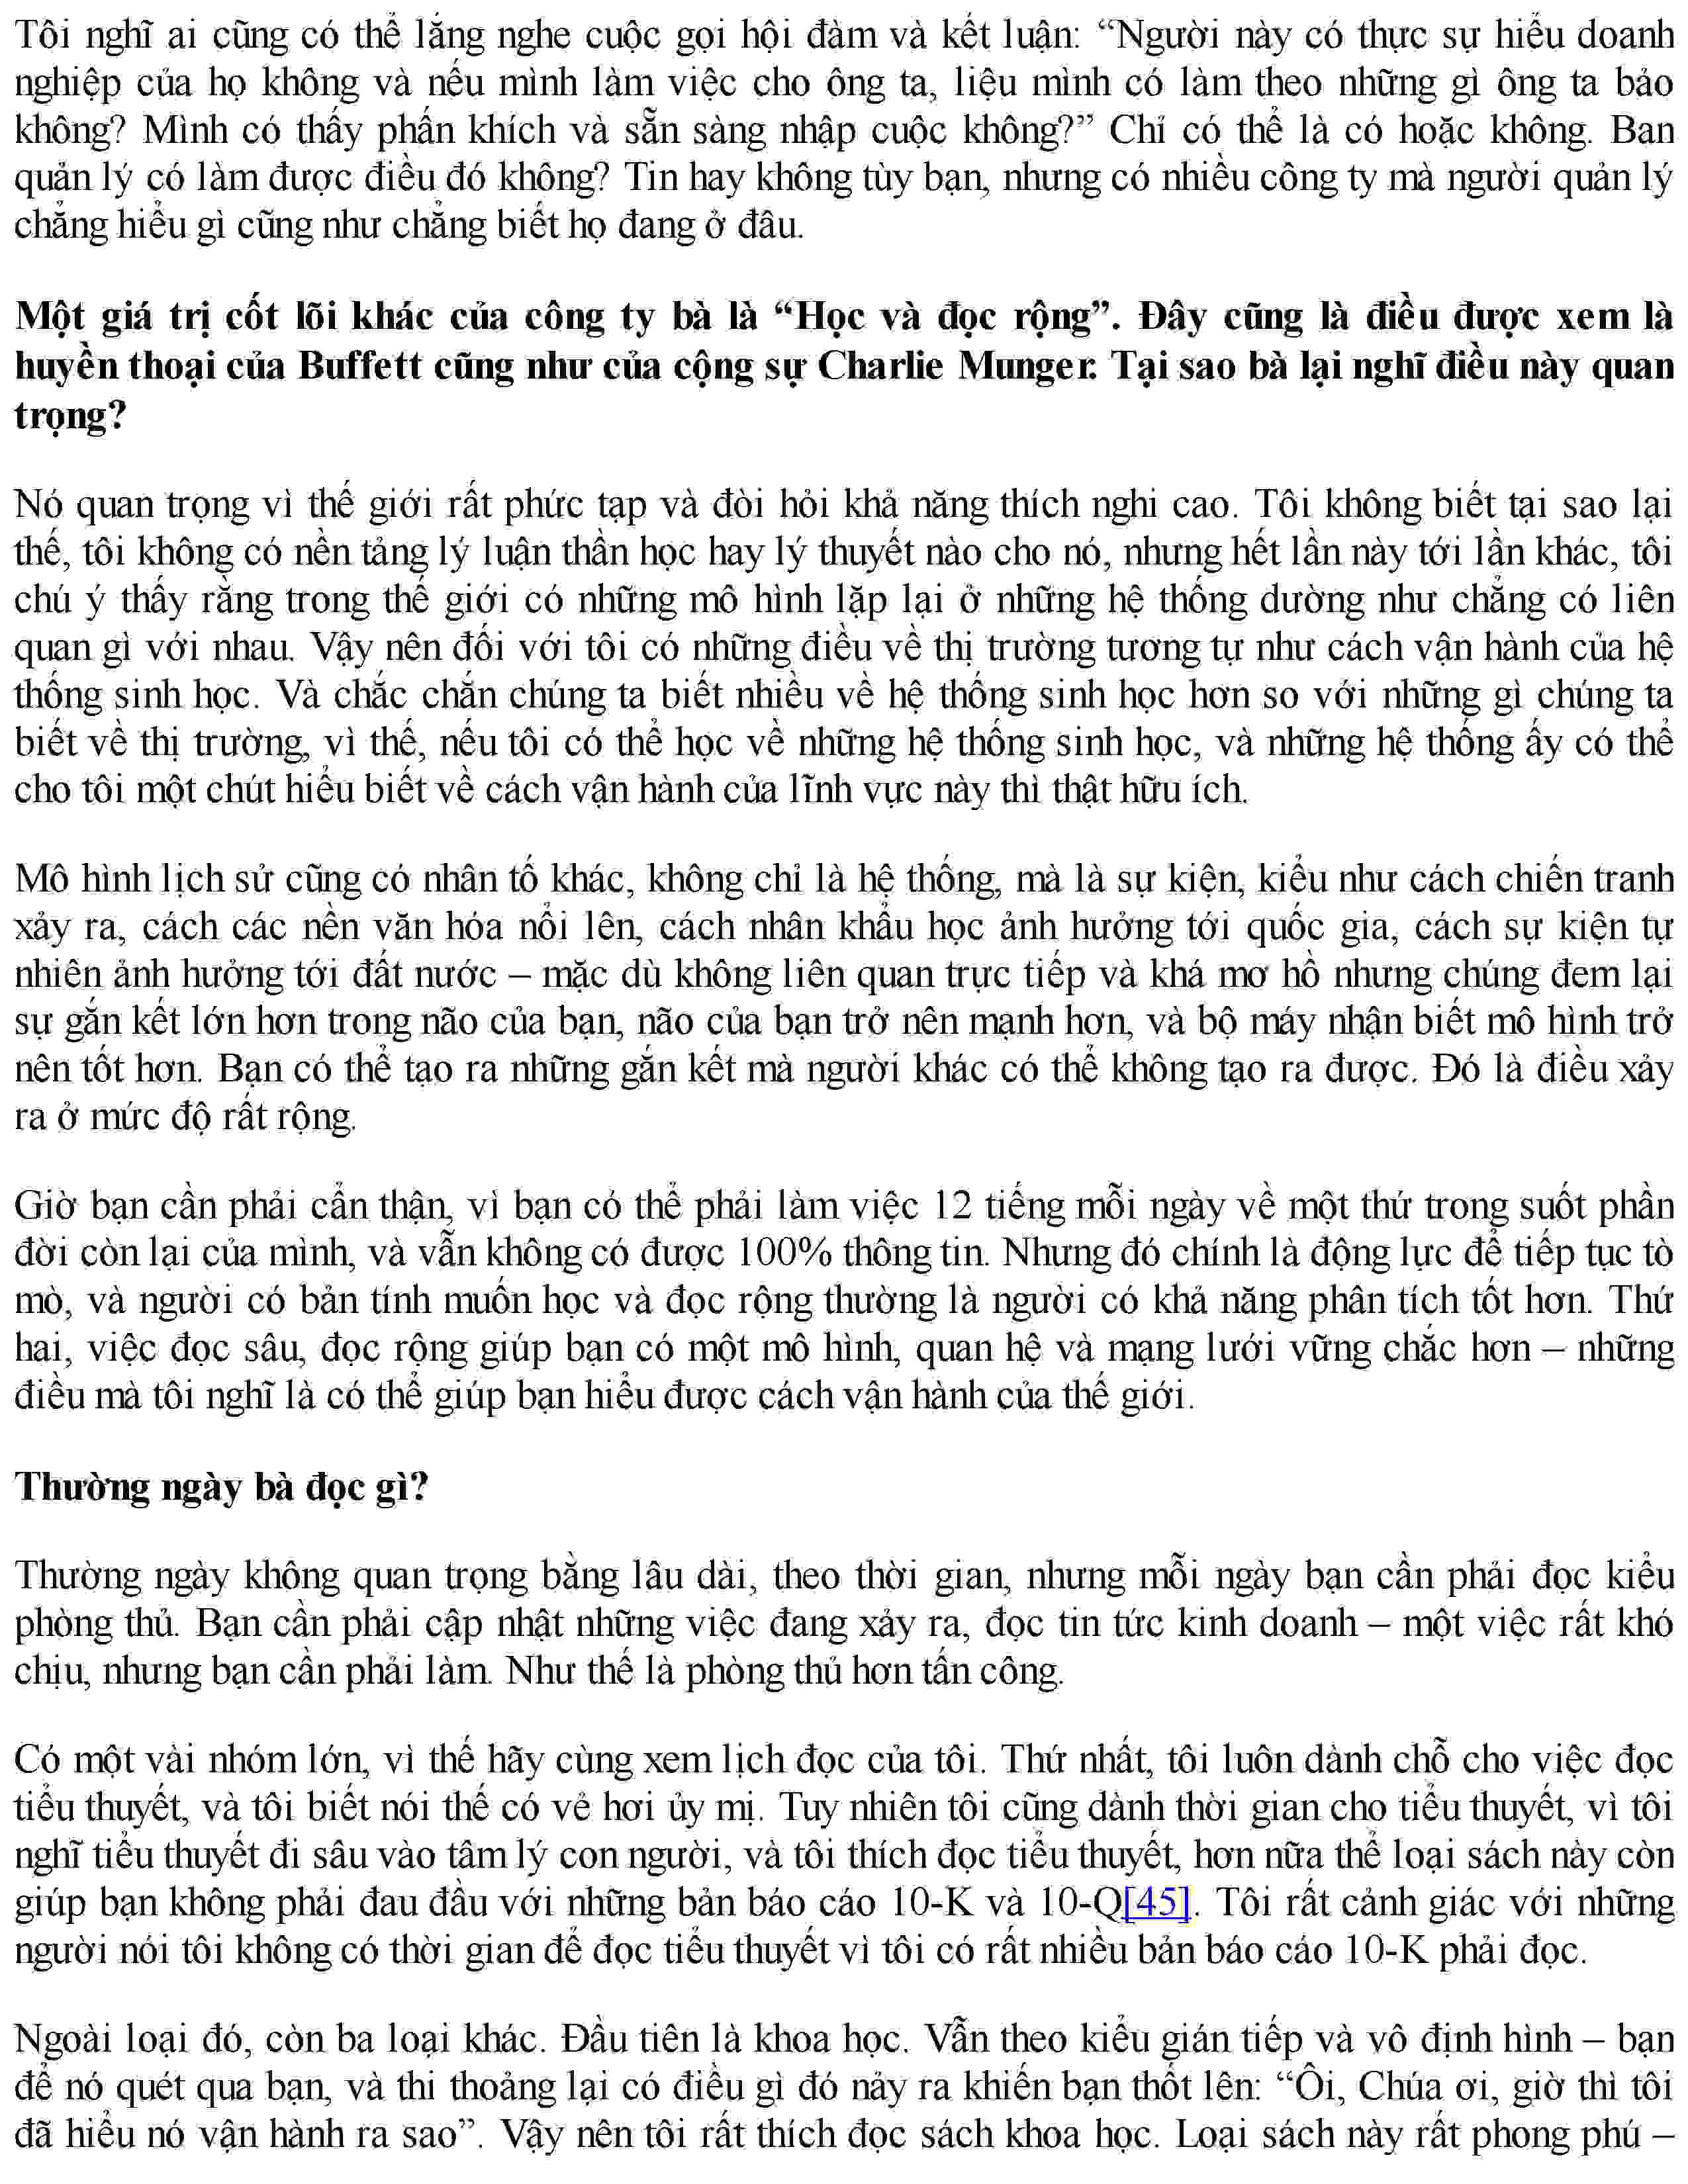 Tôi nghĩ ai cũng có thể lắng nghe cuộc gọi hội đàm và kết luận: “Người này có thực sự hiểu doanh
nghiệp của họ không và nếu mình làm việc cho ông ta, liệu mình có làm theo những gì ông ta bảo
không? Mình có thấy phấn khích và sẵn sàng nhập cuộc không?” Chỉ có thể là có hoặc không. Ban
quản lý có làm được điều đó không? Tin hay không tùy bạn, nhưng có nhiều công ty mà người quản lý
chẳng hiểu gì cũng như chẳng biết họ đang ở đâu.
Một giá trị cốt lõi khác của công ty bà là “Học và đọc rộng”. Đây cũng là điều được xem là
huyền thoại của Buffett cũng như của cộng sự Charlie Munger. Tại sao bà lại nghĩ điều này quan
trọng?
Nó quan trọng vì thế giới rất phức tạp và đòi hỏi khả năng thích nghi cao. Tôi không biết tại sao lại
thế, tôi không có nền tảng lý luận thần học hay lý thuyết nào cho nó, nhưng hết lần này tới lần khác, tôi
chú ý thấy rằng trong thế giới có những mô hình lặp lại ở những hệ thống dường như chẳng có liên
quan gì với nhau. Vậy nên đối với tôi có những điều về thị trường tương tự như cách vận hành của hệ
thống sinh học. Và chắc chắn chúng ta biết nhiều về hệ thống sinh học hơn so với những gì chúng ta
biết về thị trường, vì thế, nếu tôi có thể học về những hệ thống sinh học, và những hệ thống ấy có thể
cho tôi một chút hiểu biết về cách vận hành của lĩnh vực này thì thật hữu ích.
Mô hình lịch sử cũng có nhân tố khác, không chỉ là hệ thống, mà là sự kiện, kiểu như cách chiến tranh
xảy ra, cách các nền văn hóa nổi lên, cách nhân khẩu học ảnh hưởng tới quốc gia, cách sự kiện tự
nhiên ảnh hưởng tới đất nước – mặc dù không liên quan trực tiếp và khá mơ hồ nhưng chúng đem lại
sự gắn kết lớn hơn trong não của bạn, não của bạn trở nên mạnh hơn, và bộ máy nhận biết mô hình trở
nên tốt hơn. Bạn có thể tạo ra những gắn kết mà người khác có thể không tạo ra được. Đó là điều xảy
ra ở mức độ rất rộng.
Giờ bạn cần phải cẩn thận, vì bạn có thể phải làm việc 12 tiếng mỗi ngày về một thứ trong suốt phần
đời còn lại của mình, và vẫn không có được 100% thông tin. Nhưng đó chính là động lực để tiếp tục tò
mò, và người có bản tính muốn học và đọc rộng thường là người có khả năng phân tích tốt hơn. Thứ
hai, việc đọc sâu, đọc rộng giúp bạn có một mô hình, quan hệ và mạng lưới vững chắc hơn – những
điều mà tôi nghĩ là có thể giúp bạn hiểu được cách vận hành của thế giới.
Thường ngày bà đọc gì?
Thường ngày không quan trọng bằng lâu dài, theo thời gian, nhưng mỗi ngày bạn cần phải đọc kiểu
phòng thủ. Bạn cần phải cập nhật những việc đang xảy ra, đọc tin tức kinh doanh – một việc rất khó
chịu, nhưng bạn cần phải làm. Như thế là phòng thủ hơn tấn công.
Có một vài nhóm lớn, vì thế hãy cùng xem lịch đọc của tôi. Thứ nhất, tôi luôn dành chỗ cho việc đọc
tiểu thuyết, và tôi biết nói thế có vẻ hơi ủy mị. Tuy nhiên tôi cũng dành thời gian cho tiểu thuyết, vì tôi
nghĩ tiểu thuyết đi sâu vào tâm lý con người, và tôi thích đọc tiểu thuyết, hơn nữa thể loại sách này còn
giúp bạn không phải đau đầu với những bản báo cáo 10-K và 10-Q[45]. Tôi rất cảnh giác với những
người nói tôi không có thời gian để đọc tiểu thuyết vì tôi có rất nhiều bản báo cáo 10-K phải đọc.
Ngoài loại đó, còn ba loại khác. Đầu tiên là khoa học. Vẫn theo kiểu gián tiếp và vô định hình – bạn
để nó quét qua bạn, và thi thoảng lại có điều gì đó nảy ra khiến bạn thốt lên: “Ôi, Chúa ơi, giờ thì tôi
đã hiểu nó vận hành ra sao”. Vậy nên tôi rất thích đọc sách khoa học. Loại sách này rất phong phú –